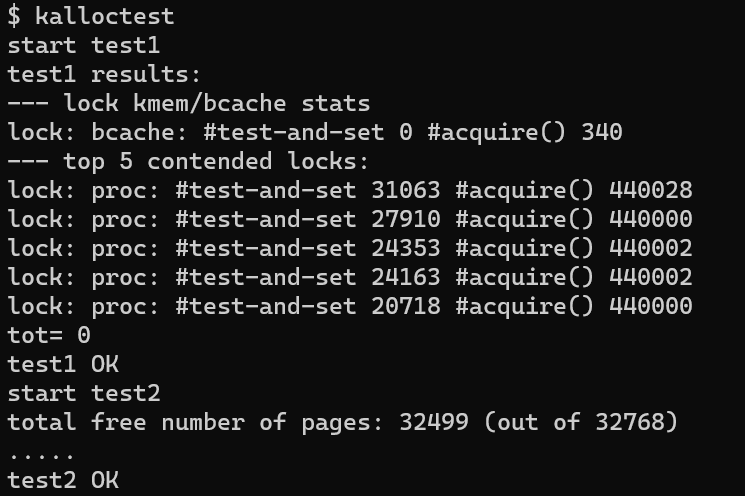 $ kalloctest
start test1
test1 results:
--- lock kmem/bcache stats
lock: bcache: #test-and-set 0 #acquire() 340
--- top 5 contended locks:
lock: proc: #test-and-set 31063 #acquire() 440028
lock: proc: #test-and-set 27910 #acquire() 440000
lock: proc: #test-and-set 24353 #acquire() 440002
lock: proc: #test-and-set 24163 #acquire() 440002
lock: proc: #test-and-set 20718 #acquire() 440000
tot= 0
test1 OK
start test2
total free number of pages: 32499 (out of 32768)
.....
test2 OK